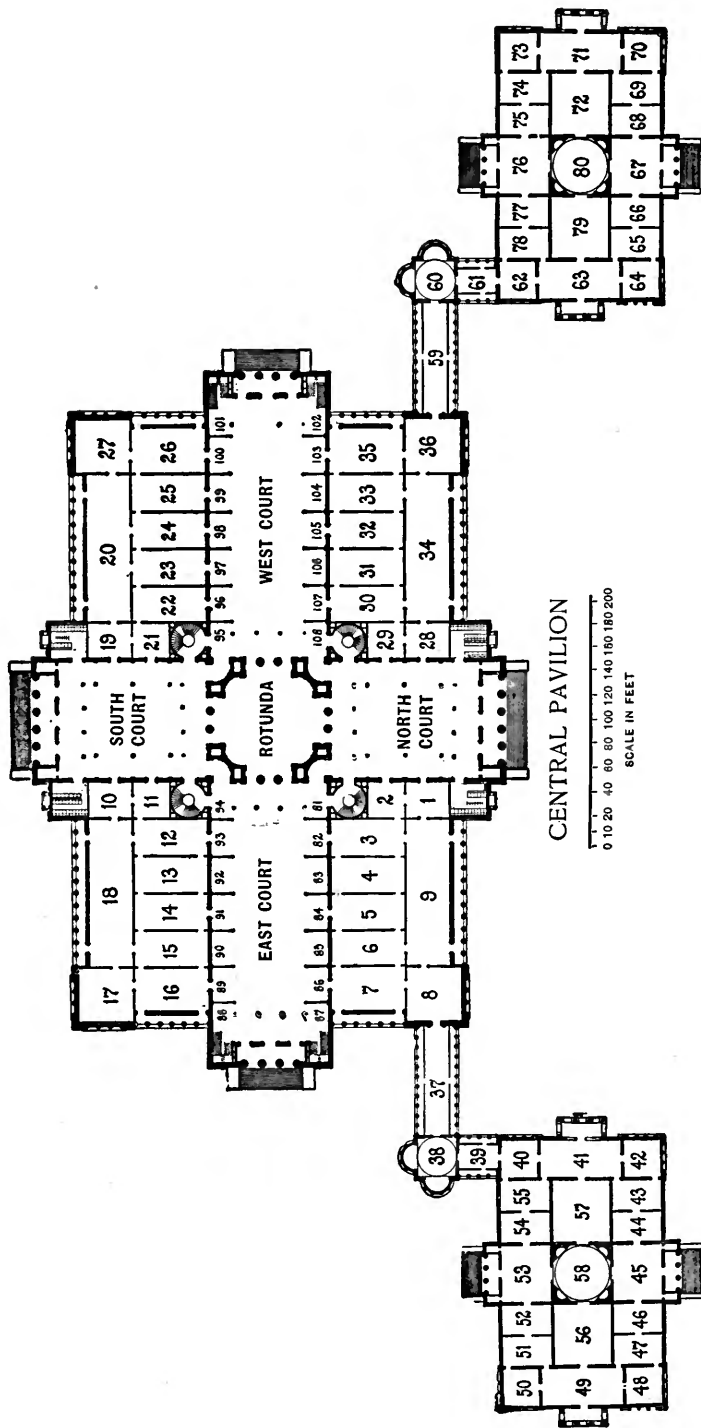 17 18 10 19 20 27
SOUTH
COURT
16 15 14 13 12 11 21 22 23 24 25 26
88 89 90 91 92 93 94 95 96 97 98 99 100 101
EAST COURT ROTUNDA WEST COURT
87 86 85 84 83 82 81 108 107 106 105 104 103 102
7 6 5 4 3 2 29 30 31 32 33 35
NORTH
COURT
8 9 1 28 34 36
38 37 59 60
39 61
50 51 52 53 54 55 40 62 78 77 76 75 74 73
49 56 58 57 41 63 79 80 72 71
48 47 46 45 44 43 42 64 65 66 67 68 69 70
CENTRAL PAVILION
0 10 20 40 60 80 100 120 140 160 180 200
SCALE IN FEET